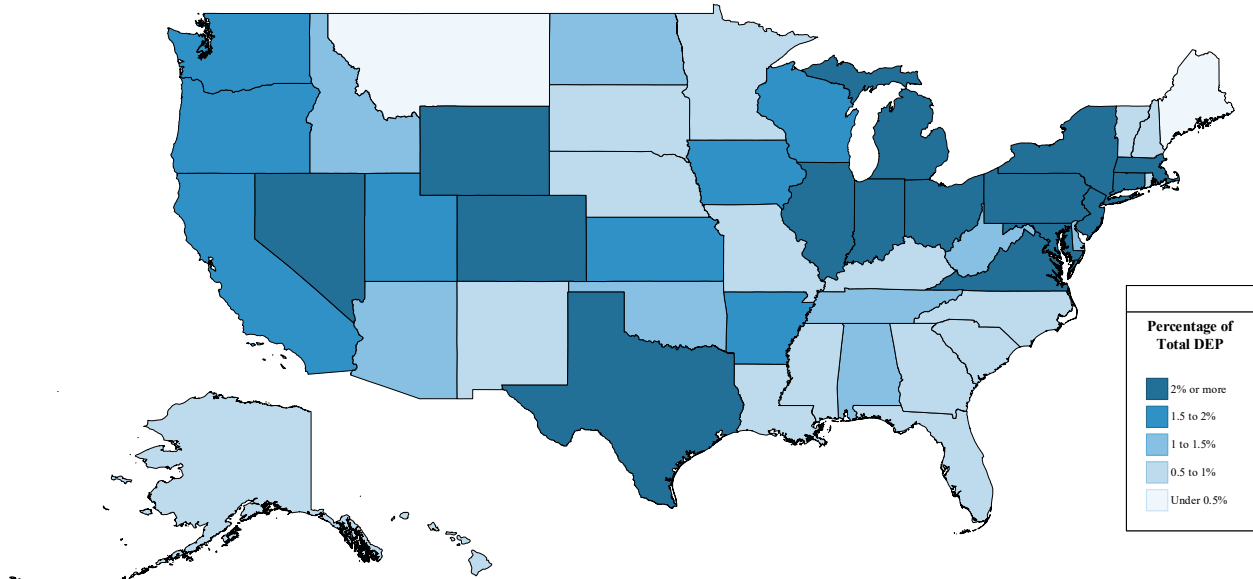 Percentage of
Total DEP
2% or more
1.5 to 2%
1 to 1.5%
0.5 to 1%
Under 0.5%